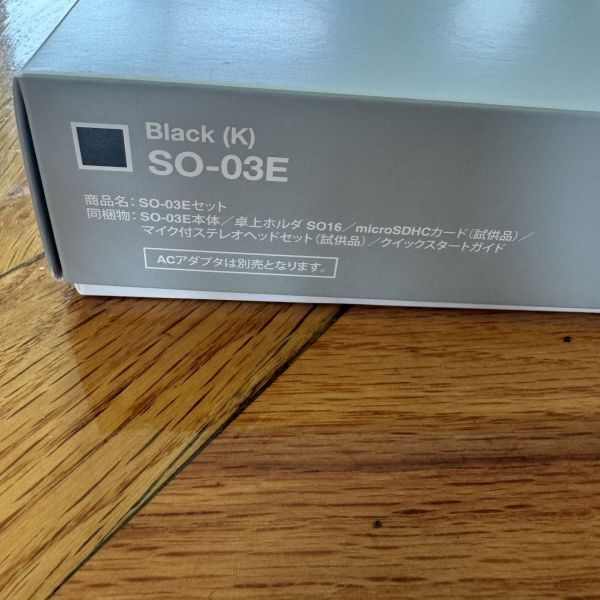 Black (K)
SO-03E
商品名：SO-03Eセット
同梱物：SO-03E本体／卓上ホルダ SO16／microSDHCカード（試供品）／
マイク付ステレオヘッドセット（試供品）／クイックスタートガイド
ACアダプタは別売となります。